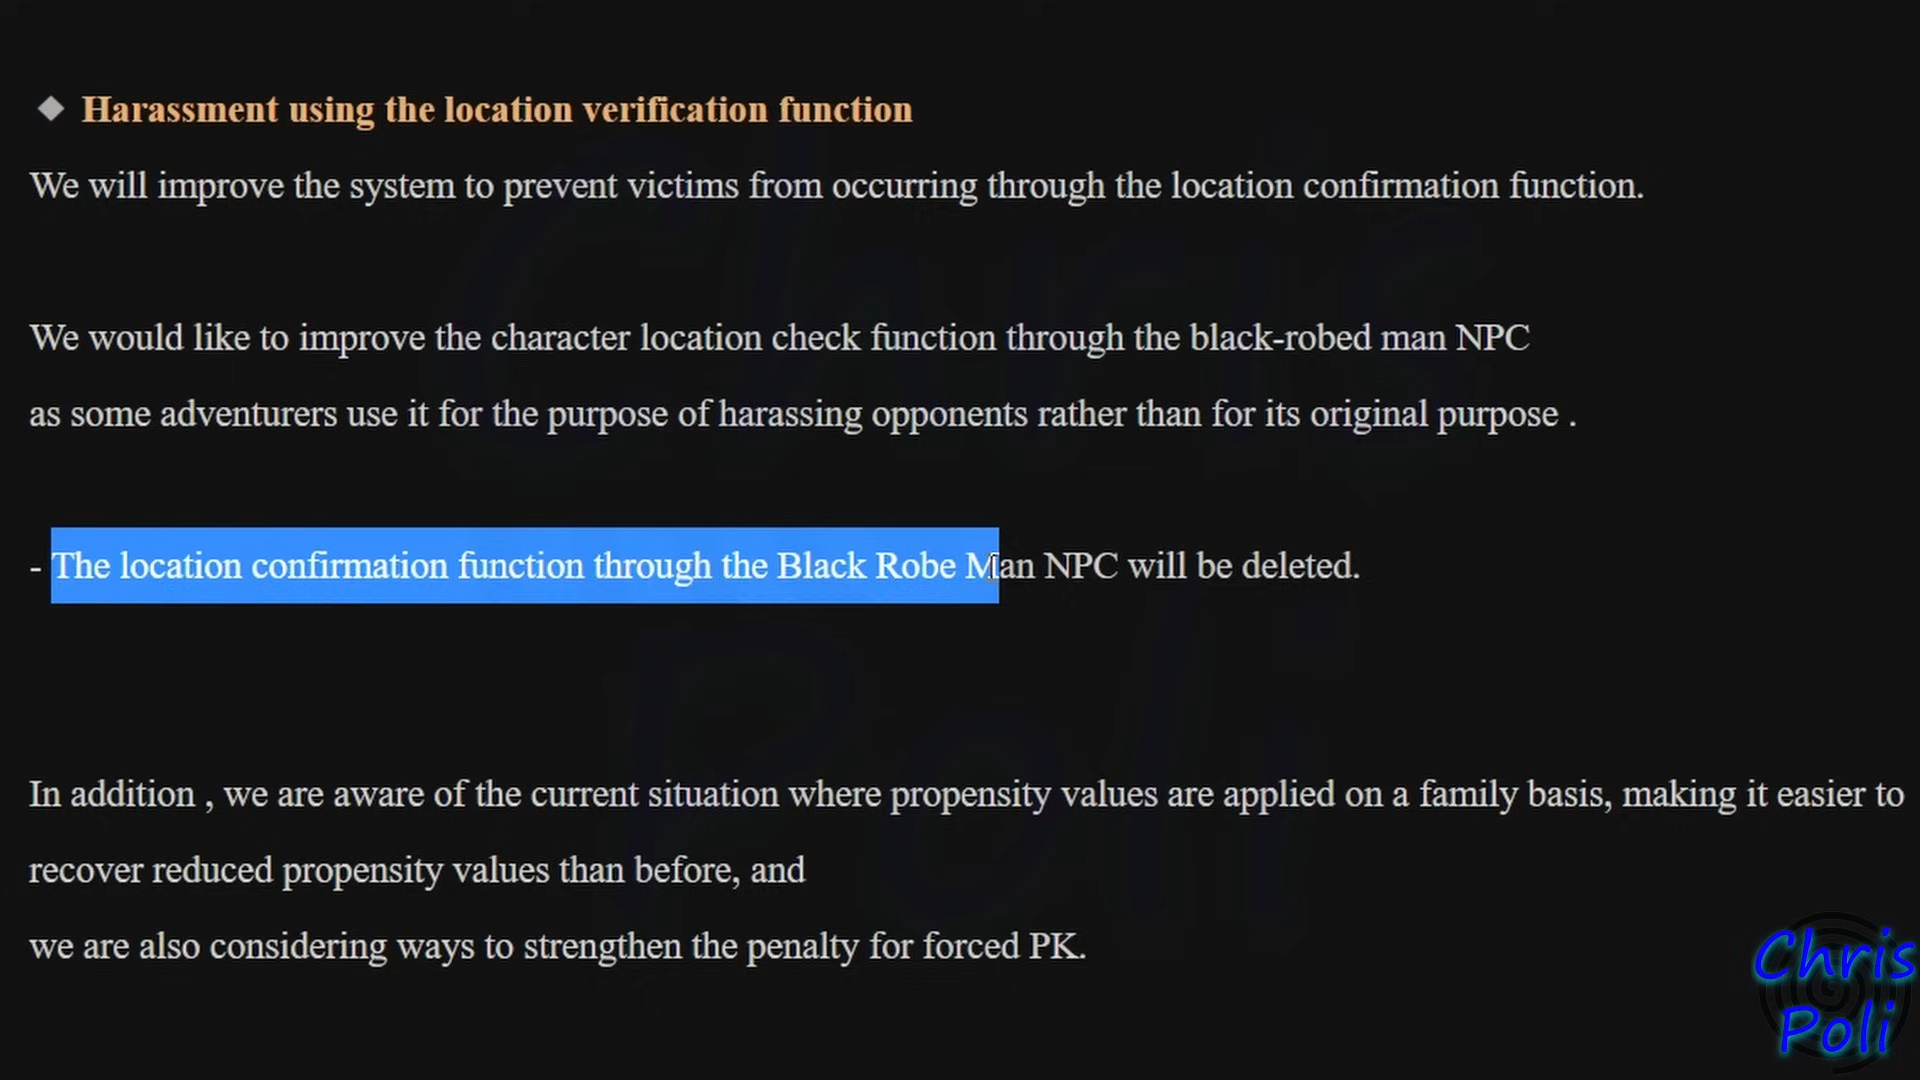 ◆ Harassment using the location verification function
We will improve the system to prevent victims from occurring through the location confirmation function.
We would like to improve the character location check function through the black-robed man NPC
as some adventurers use it for the purpose of harassing opponents rather than for its original purpose .
- The location confirmation function through the Black Robe Man NPC will be deleted.
In addition , we are aware of the current situation where propensity values are applied on a family basis, making it easier to
recover reduced propensity values than before, and
we are also considering ways to strengthen the penalty for forced PK.
Chris
Poli